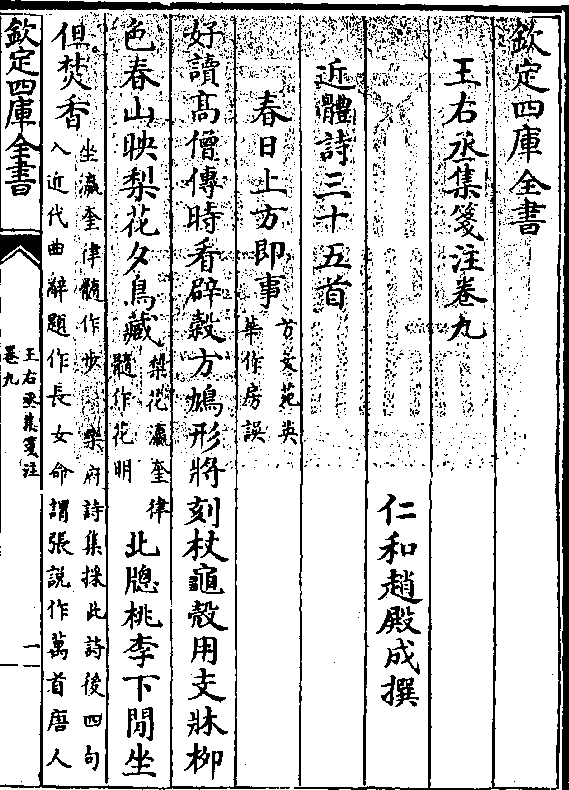 欽定四庫全書
王右丞集箋注卷九
仁和趙殿成撰
近體詩三十五首
春日上方即事
方文苑英
華作房誤
好讀髙僧傳時看辟榖方鳩形將刻杖龜殻用支牀柳
色春山映梨花夕鳥藏
梨花瀛奎律
髓作花明
北牕桃李下閒坐
但焚香
坐瀛奎律髓作步 樂府詩集採此詩後四句
入近代曲辭題作長女命謂張説作萬首唐人
欽定四庫全書
王右丞集箋注
卷九
一